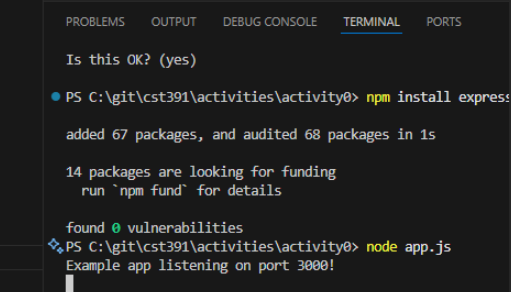 PROBLEMS OUTPUT DEBUG CONSOLE TERMINAL PORTS
Is this OK? (yes)
PS C:\git\cst391\activities\activity0> npm install express
added 67 packages, and audited 68 packages in 1s
14 packages are looking for funding
run `npm fund` for details
found 0 vulnerabilities
PS C:\git\cst391\activities\activity0> node app.js
Example app listening on port 3000!